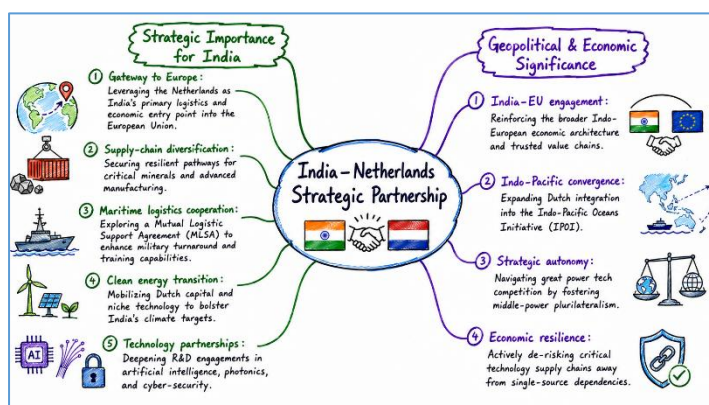 Strategic Importance
for India
① Gateway to Europe:
Leveraging the Netherlands as
India's primary logistics and
economic entry point into the
European Union.
② Supply-chain diversification:
Securing resilient pathways for
critical minerals and advanced
manufacturing.
③ Maritime logistics cooperation:
Exploring a Mutual Logistic
Support Agreement (MLSA) to
enhance military turnaround and
training capabilities.
④ Clean energy transition:
Mobilizing Dutch capital and
niche technology to bolster
India's climate targets.
⑤ Technology partnerships:
Deepening R&D engagements in
artificial intelligence, photonics,
and cyber-security.
AI
India–Netherlands
Strategic Partnership
Geopolitical & Economic
Significance
① India-EU engagement:
Reinforcing the broader Indo-
European economic architecture
and trusted value chains.
② Indo-Pacific convergence:
Expanding Dutch integration
into the Indo-Pacific Oceans
Initiative (IPOI).
③ Strategic autonomy:
Navigating great power tech
competition by fostering
middle-power plurilateralism.
④ Economic resilience:
Actively de-risking critical
technology supply chains away
from single-source dependencies.